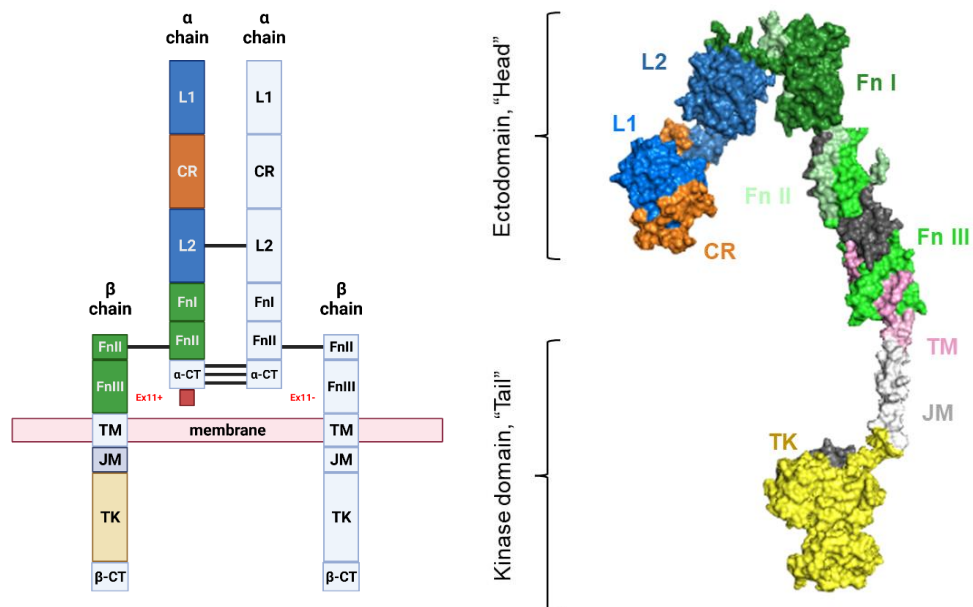 α
chain
α
chain
L1
L1
CR
CR
L2
L2
β
chain
β
chain
FnI
FnI
FnII
FnII
FnII
FnII
α-CT
α-CT
FnIII
FnIII
Ex11+
Ex11-
TM
membrane
TM
JM
JM
TK
TK
β-CT
β-CT
Ectodomain, “Head”
Kinase domain, “Tail”
L2
Fn I
L1
Fn II
Fn III
CR
TM
JM
TK